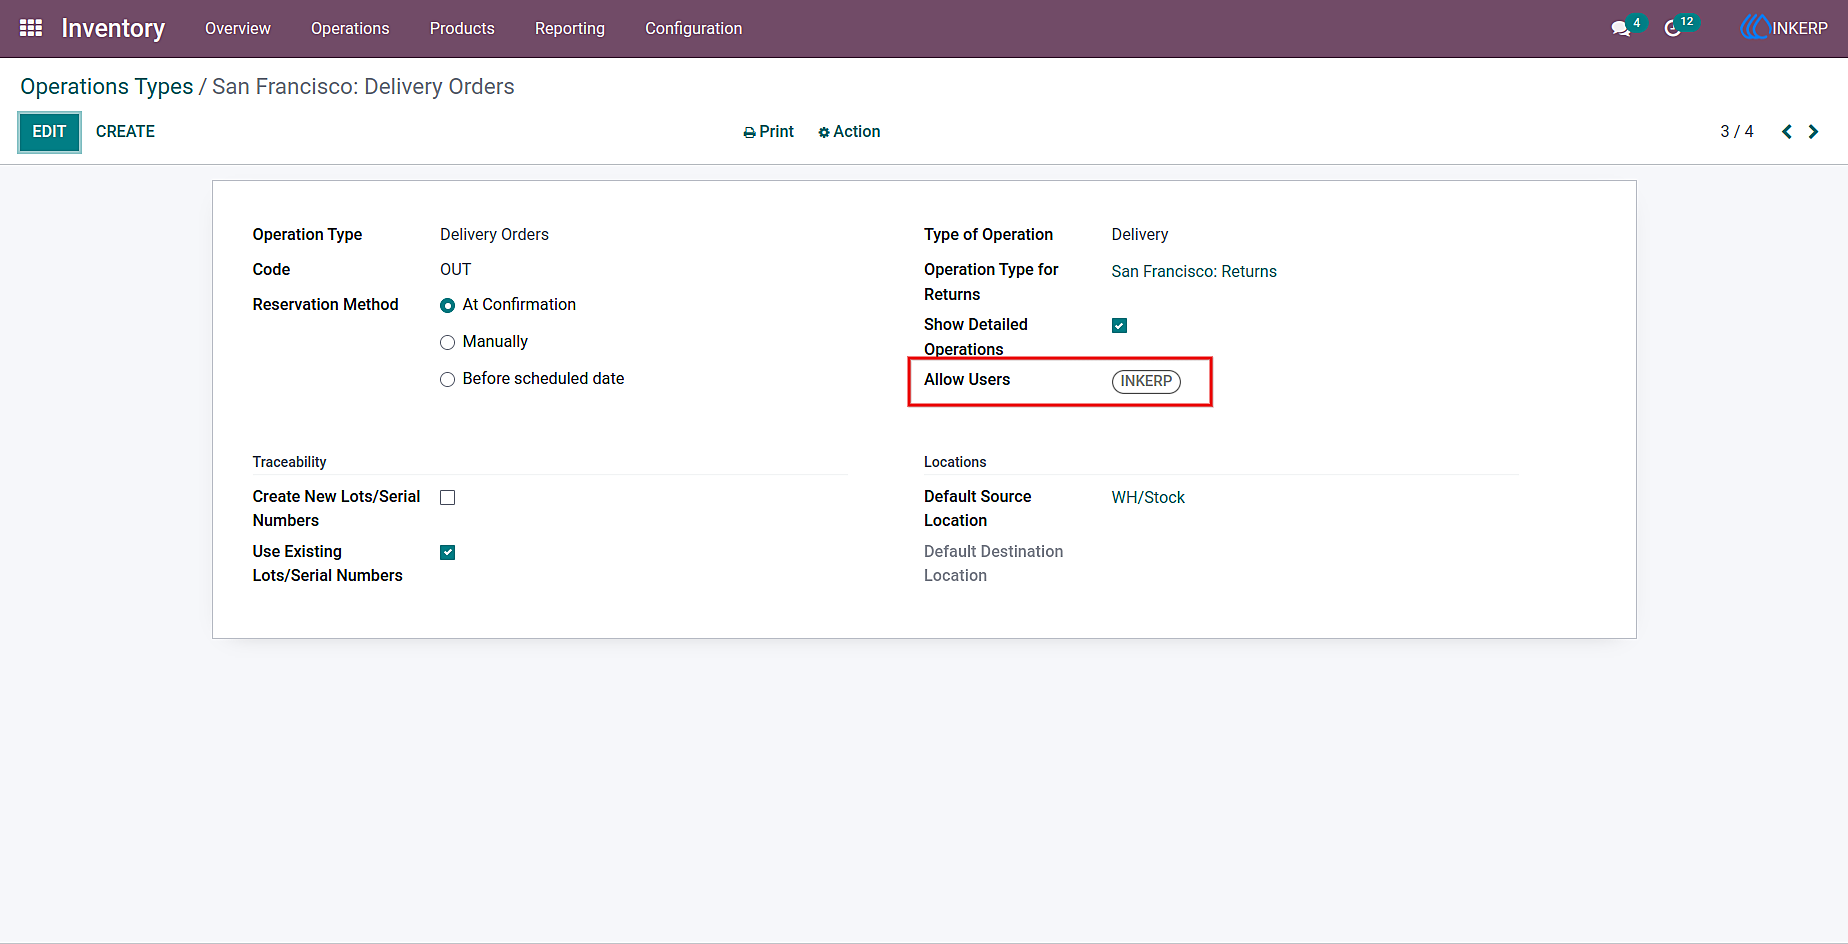 Inventory Overview Operations Products Reporting Configuration 4 12 INKERP
Operations Types / San Francisco: Delivery Orders
EDIT CREATE Print Action 3 / 4
Operation Type Delivery Orders
Code OUT
Reservation Method At Confirmation
Manually
Before scheduled date
Type of Operation Delivery
Operation Type for
Returns
San Francisco: Returns
Show Detailed
Operations
Allow Users INKERP
Traceability
Create New Lots/Serial
Numbers
Use Existing
Lots/Serial Numbers
Locations
Default Source
Location
WH/Stock
Default Destination
Location